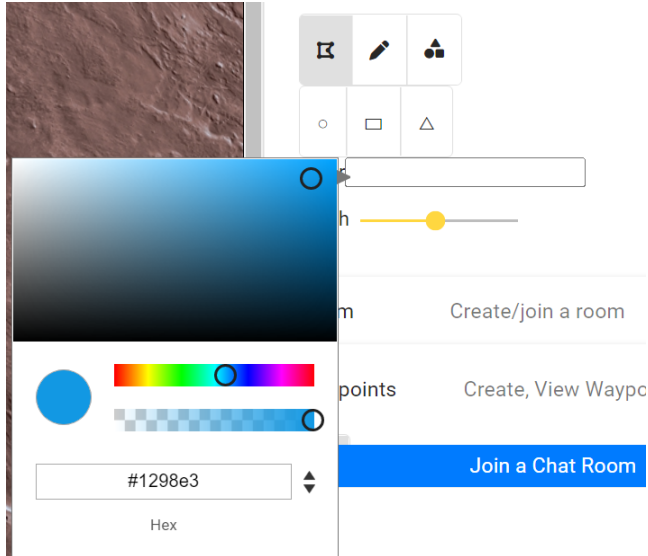 r
h
m
Create/join a room
points
Create, View Waypo
Join a Chat Room
#1298e3
Hex